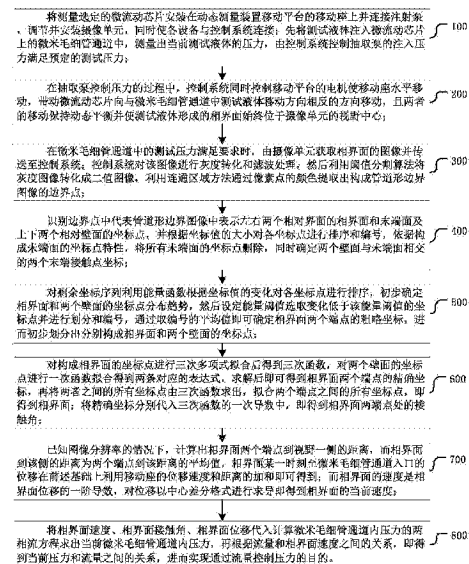 将测量选定的微流动芯片安装在动态测量装置移动平台的移动座上并连接注射泵
、调节并安装摄像单元，同时使各设备与控制系统连接；先将测试液体注入微流动芯片
上的微米毛细管通道中，测量出当前测试液体的压力，由控制系统控制抽取泵的注入压
力满足预定的测试压力；
100
在抽取泵控制压力的过程中，控制系统同时控制移动平台的电机使移动座水平移
动，带动微流动芯片向与微米毛细管通道中测试液体移动方向相反的方向移动，且两者
的移动保持动态平衡并使测试液体形成的相界面始终位于摄像单元的视野中心；
200
在微米毛细管通道中的测试压力满足要求时，由摄像单元获取相界面的图像并传
送至控制系统；控制系统对该图像进行灰度转化和滤波处理；然后利用阈值分割算法将
灰度图像转化成二值图像、利用连通区域方法通过像素点的颜色提取出构成管道形边界
图像的边界点；
300
识别边界点中代表管道形边界图像中表示左右两个相对界面的相界面和末端面及
上下两个相对壁面的坐标点，并根据坐标值的大小对各坐标点进行排序和编号，依据构
成末端面的坐标点特性，将所有末端面的坐标点删除，同时确定两个壁面与末端面相交
的两个末端接触点坐标；
400
对剩余坐标序列利用能量函数根据坐标值的变化对各坐标点进行排序，初步确定
相界面和两个壁面的坐标点分布趋势，然后设定能量阈值选取变化低于该能量阈值的坐
标点并进行划分和编号，通过取编号的平均值即可确定相界面两个端点的粗略坐标，进
而初步划分出分别构成相界面和两个壁面的坐标点；
500
对构成相界面的坐标点进行三次多项式拟合后得到三次函数，对两个壁面的坐标
点进行一次函数拟合得到两条对应的表达式，求解后即可得到相界面两个端点的精确坐
标，再将两者之间的所有坐标点由三次函数求出，拟合两个端点之间的所有坐标点，即
得到相界面；将精确坐标分别代入三次函数的一次导数中，即得到相界面两端点处的接
触角；
600
已知图像分辨率的情况下，计算出相界面两个端点到视野一侧的距离，而相界面
到该侧的距离为两个端点到该距离的平均值，相界面某一时刻至微米毛细管通道入口的
位移在前述基础上利用移动座的位移速度和距离的加和即可得到；而相界面的速度是相
界面位移的一阶导数，对位移以中心差分格式进行求导即得到相界面的当前速度；
700
将相界面速度、相界面接触角、相界面位移代入计算微米毛细管通道内压力的两
相流方程求出当前微米毛细管通道内压力，再根据流量和相界面速度之间的关系，即得
到当前压力和流量之间的关系，进而实现通过流量控制压力的目的。
800